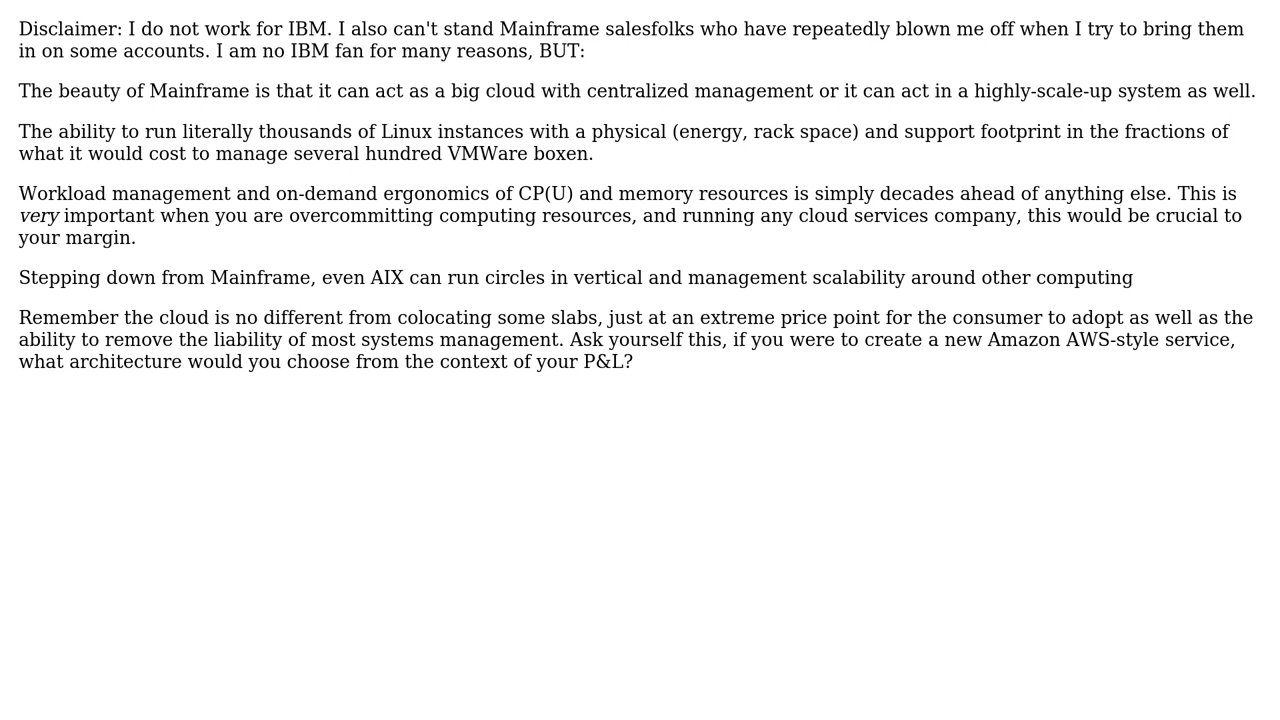 Disclaimer: I do not work for IBM. I also can't stand Mainframe salesfolks who have repeatedly blown me off when I try to bring them
in on some accounts. I am no IBM fan for many reasons, BUT:
The beauty of Mainframe is that it can act as a big cloud with centralized management or it can act in a highly-scale-up system as well.
The ability to run literally thousands of Linux instances with a physical (energy, rack space) and support footprint in the fractions of
what it would cost to manage several hundred VMWare boxen.
Workload management and on-demand ergonomics of CP(U) and memory resources is simply decades ahead of anything else. This is
very important when you are overcommitting computing resources, and running any cloud services company, this would be crucial to
your margin.
Stepping down from Mainframe, even AIX can run circles in vertical and management scalability around other computing
Remember the cloud is no different from colocating some slabs, just at an extreme price point for the consumer to adopt as well as the
ability to remove the liability of most systems management. Ask yourself this, if you were to create a new Amazon AWS-style service,
what architecture would you choose from the context of your P&L?